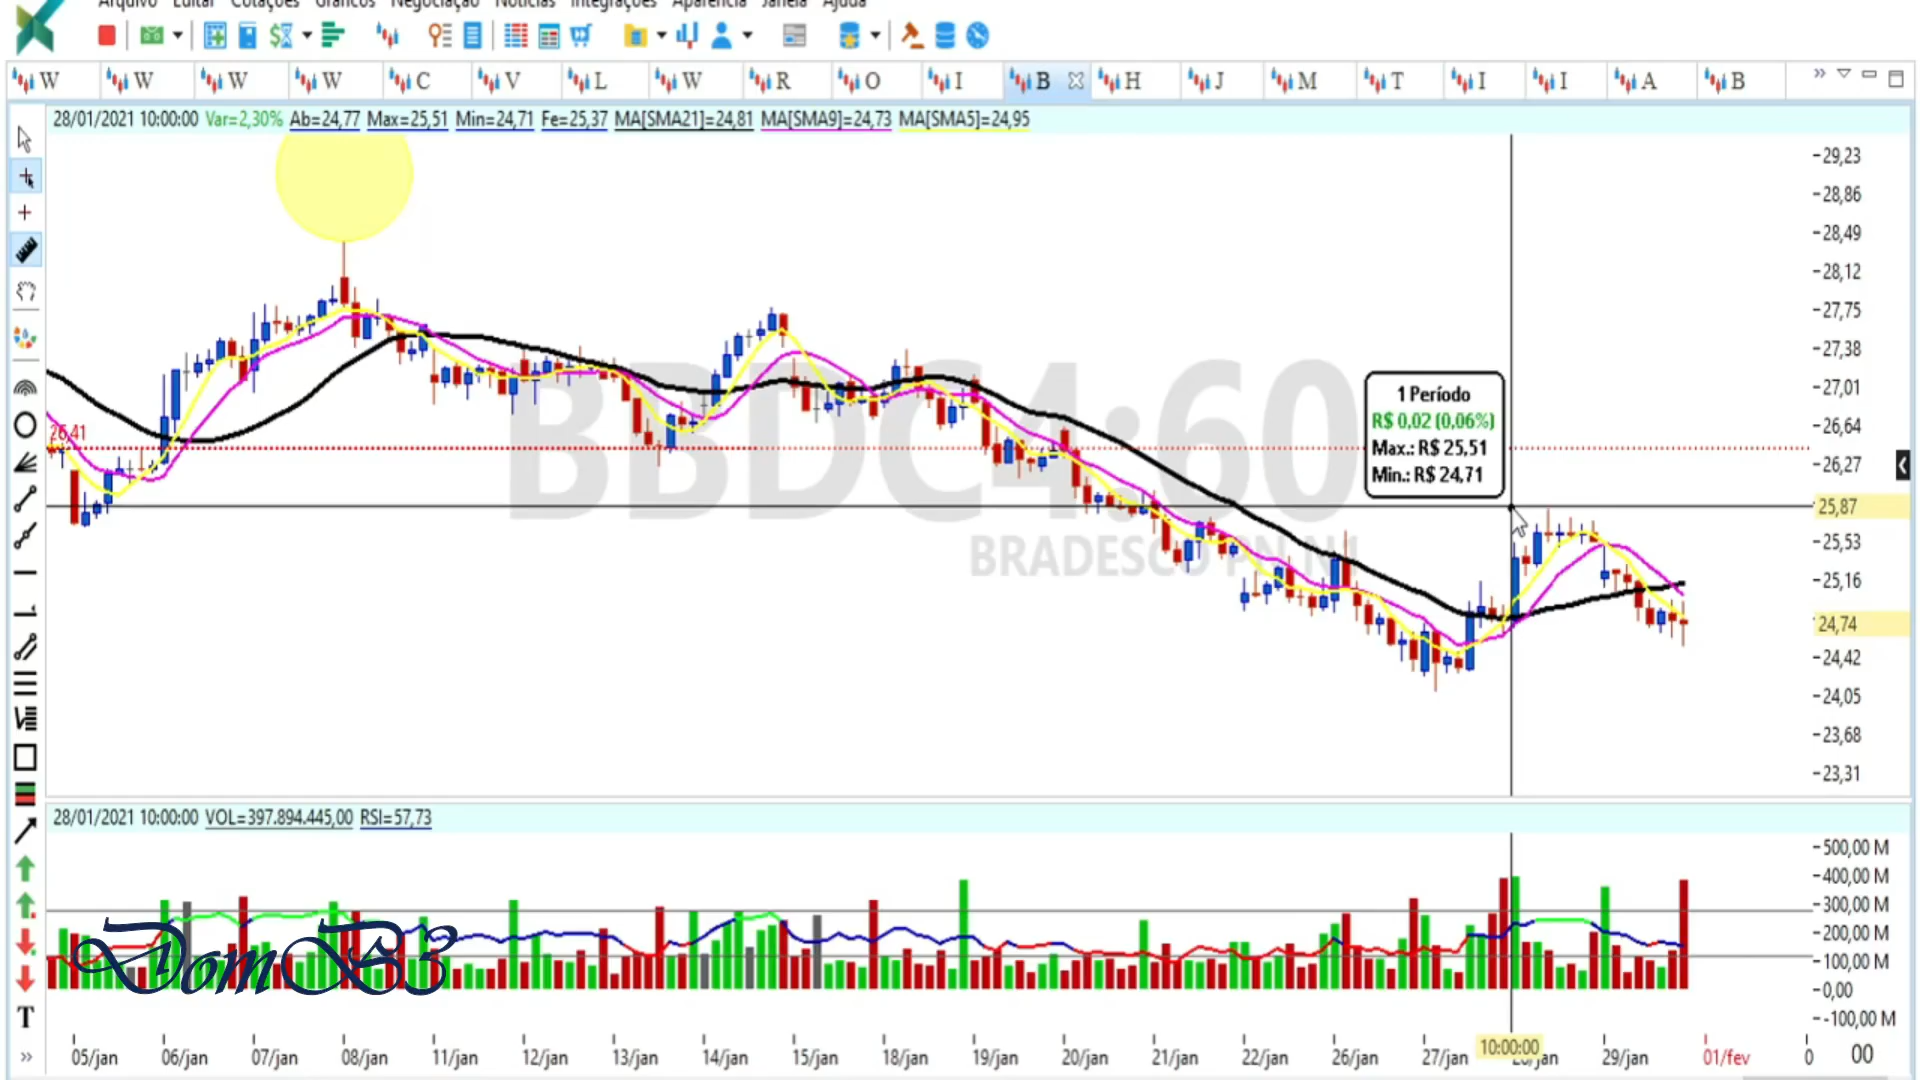 Arquivo Editar Cotações Gráficos Negociação Notícias Integrações Aparência Janela Ajuda
W W W W C V L W R O I B H J M T I I A B
28/01/2021 10:00:00 Var=2,30% Ab=24,77 Max=25,51 Min=24,71 Fe=25,37 MA[SMA21]=24,81 MA[SMA9]=24,73 MA[SMA5]=24,95
29,23
28,86
28,49
28,12
27,75
27,38
27,01
26,64
26,27
25,87
25,53
25,16
24,74
24,42
24,05
23,68
23,31
26,41
BBDC4:60
BRADESCO PN N1
1 Período
R$ 0,02 (0,06%)
Max.: R$ 25,51
Min.: R$ 24,71
28/01/2021 10:00:00 VOL=397.894.445,00 RSI=57,73
500,00 M
400,00 M
300,00 M
200,00 M
100,00 M
0,00
-100,00 M
DomB3
T
05/jan 06/jan 07/jan 08/jan 11/jan 12/jan 13/jan 14/jan 15/jan 18/jan 19/jan 20/jan 21/jan 22/jan 26/jan 27/jan 28/jan 29/jan 01/fev 0 00
10:00:00